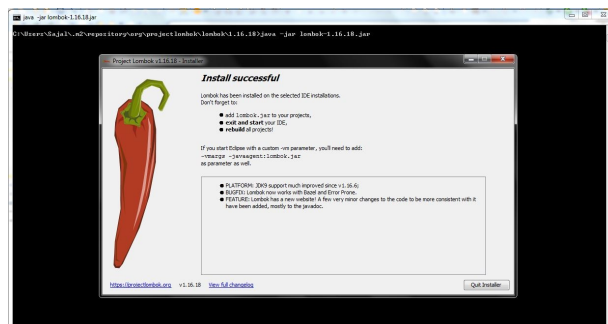 java -jar lombok-1.16.18.jar
C:\Users\Sajal\.m2\repository\org\projectlombok\lombok\1.16.18>java -jar lombok-1.16.18.jar
Project Lombok v1.16.18 - Installer
Install successful
Lombok has been installed on the selected IDE installations.
Don't forget to:
add lombok.jar to your projects,
exit and start your IDE,
rebuild all projects!
If you start Eclipse with a custom -vm parameter, you'll need to add:
-vmargs -javaagent:lombok.jar
as parameter as well.
PLATFORM: JDK9 support much improved since v1.16.6;
BUGFIX: Lombok now works with Bazel and Error Prone.
FEATURE: Lombok has a new website! A few very minor changes to the code to be more consistent with it
have been added, mostly to the javadoc.
https://projectlombok.org v1.16.18 View full changelog Quit Installer